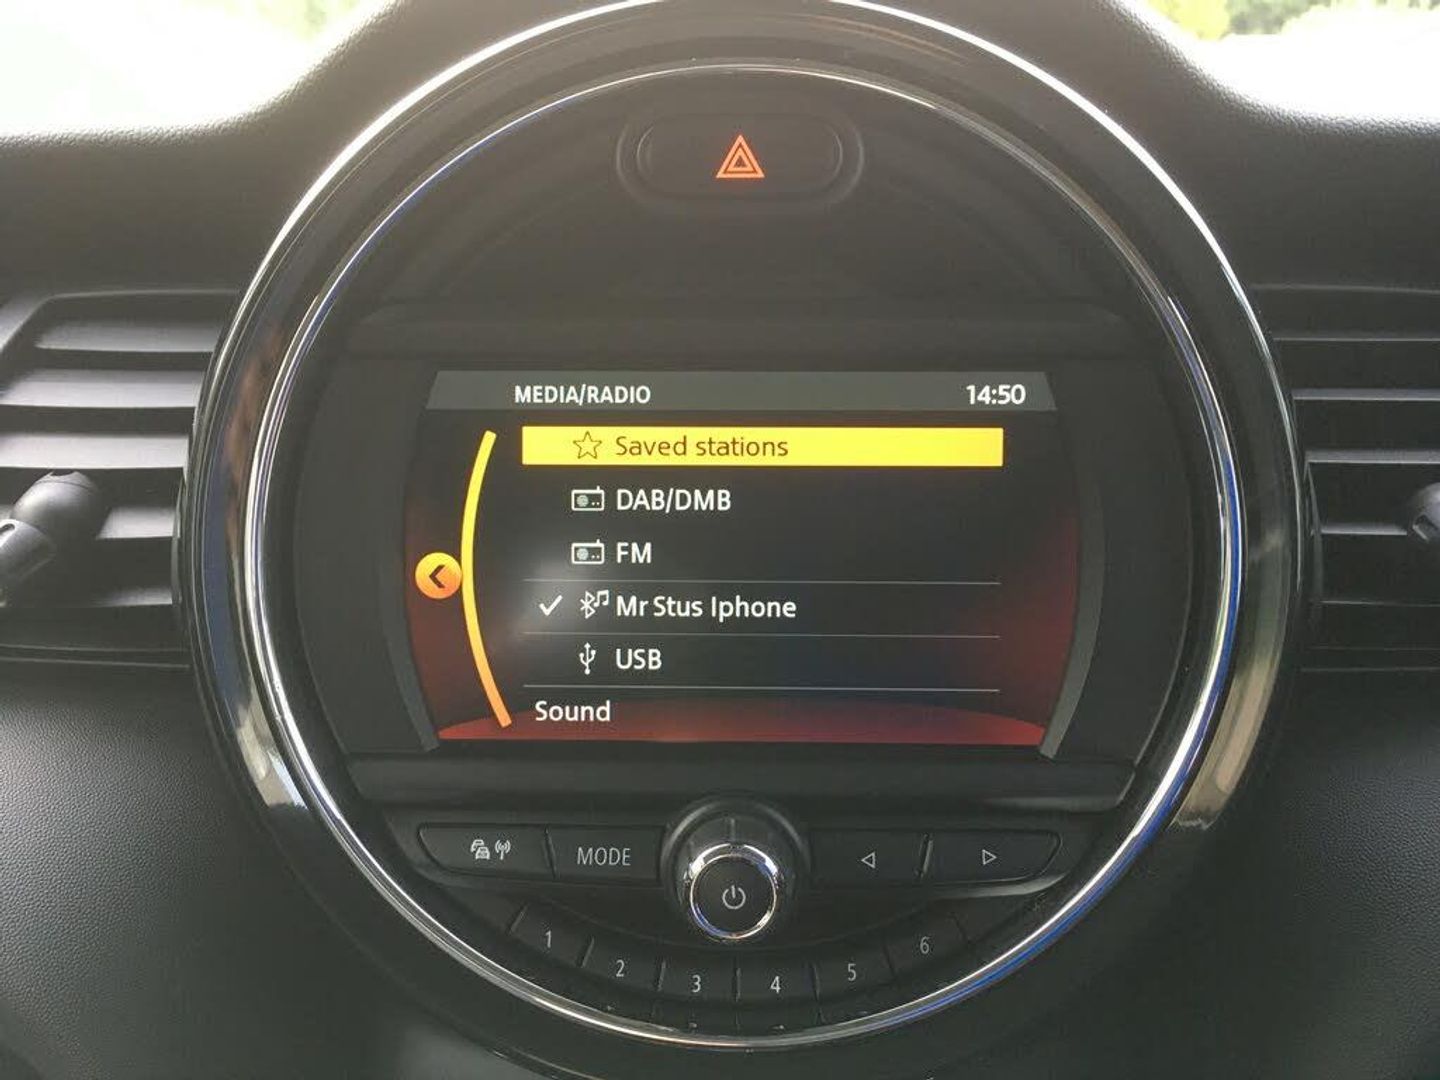 MEDIA/RADIO 14:50
Saved stations
DAB/DMB
FM
Mr Stus Iphone
USB
Sound
MODE
1 2 3 4 5 6